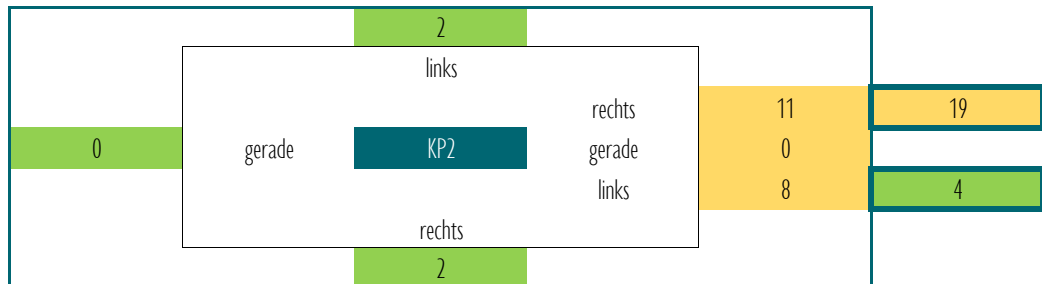 2
links
rechts 11 19
0 gerade KP2 gerade 0
links 8 4
rechts
2